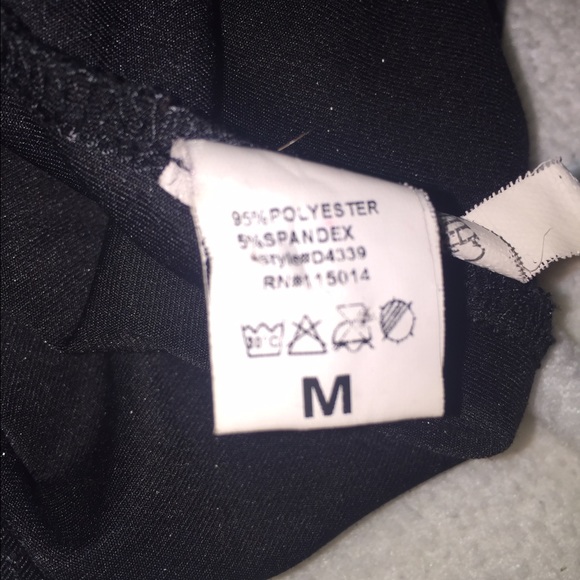 95% POLYESTER
5% SPANDEX
style#D4339
RN#115014
30°C
M